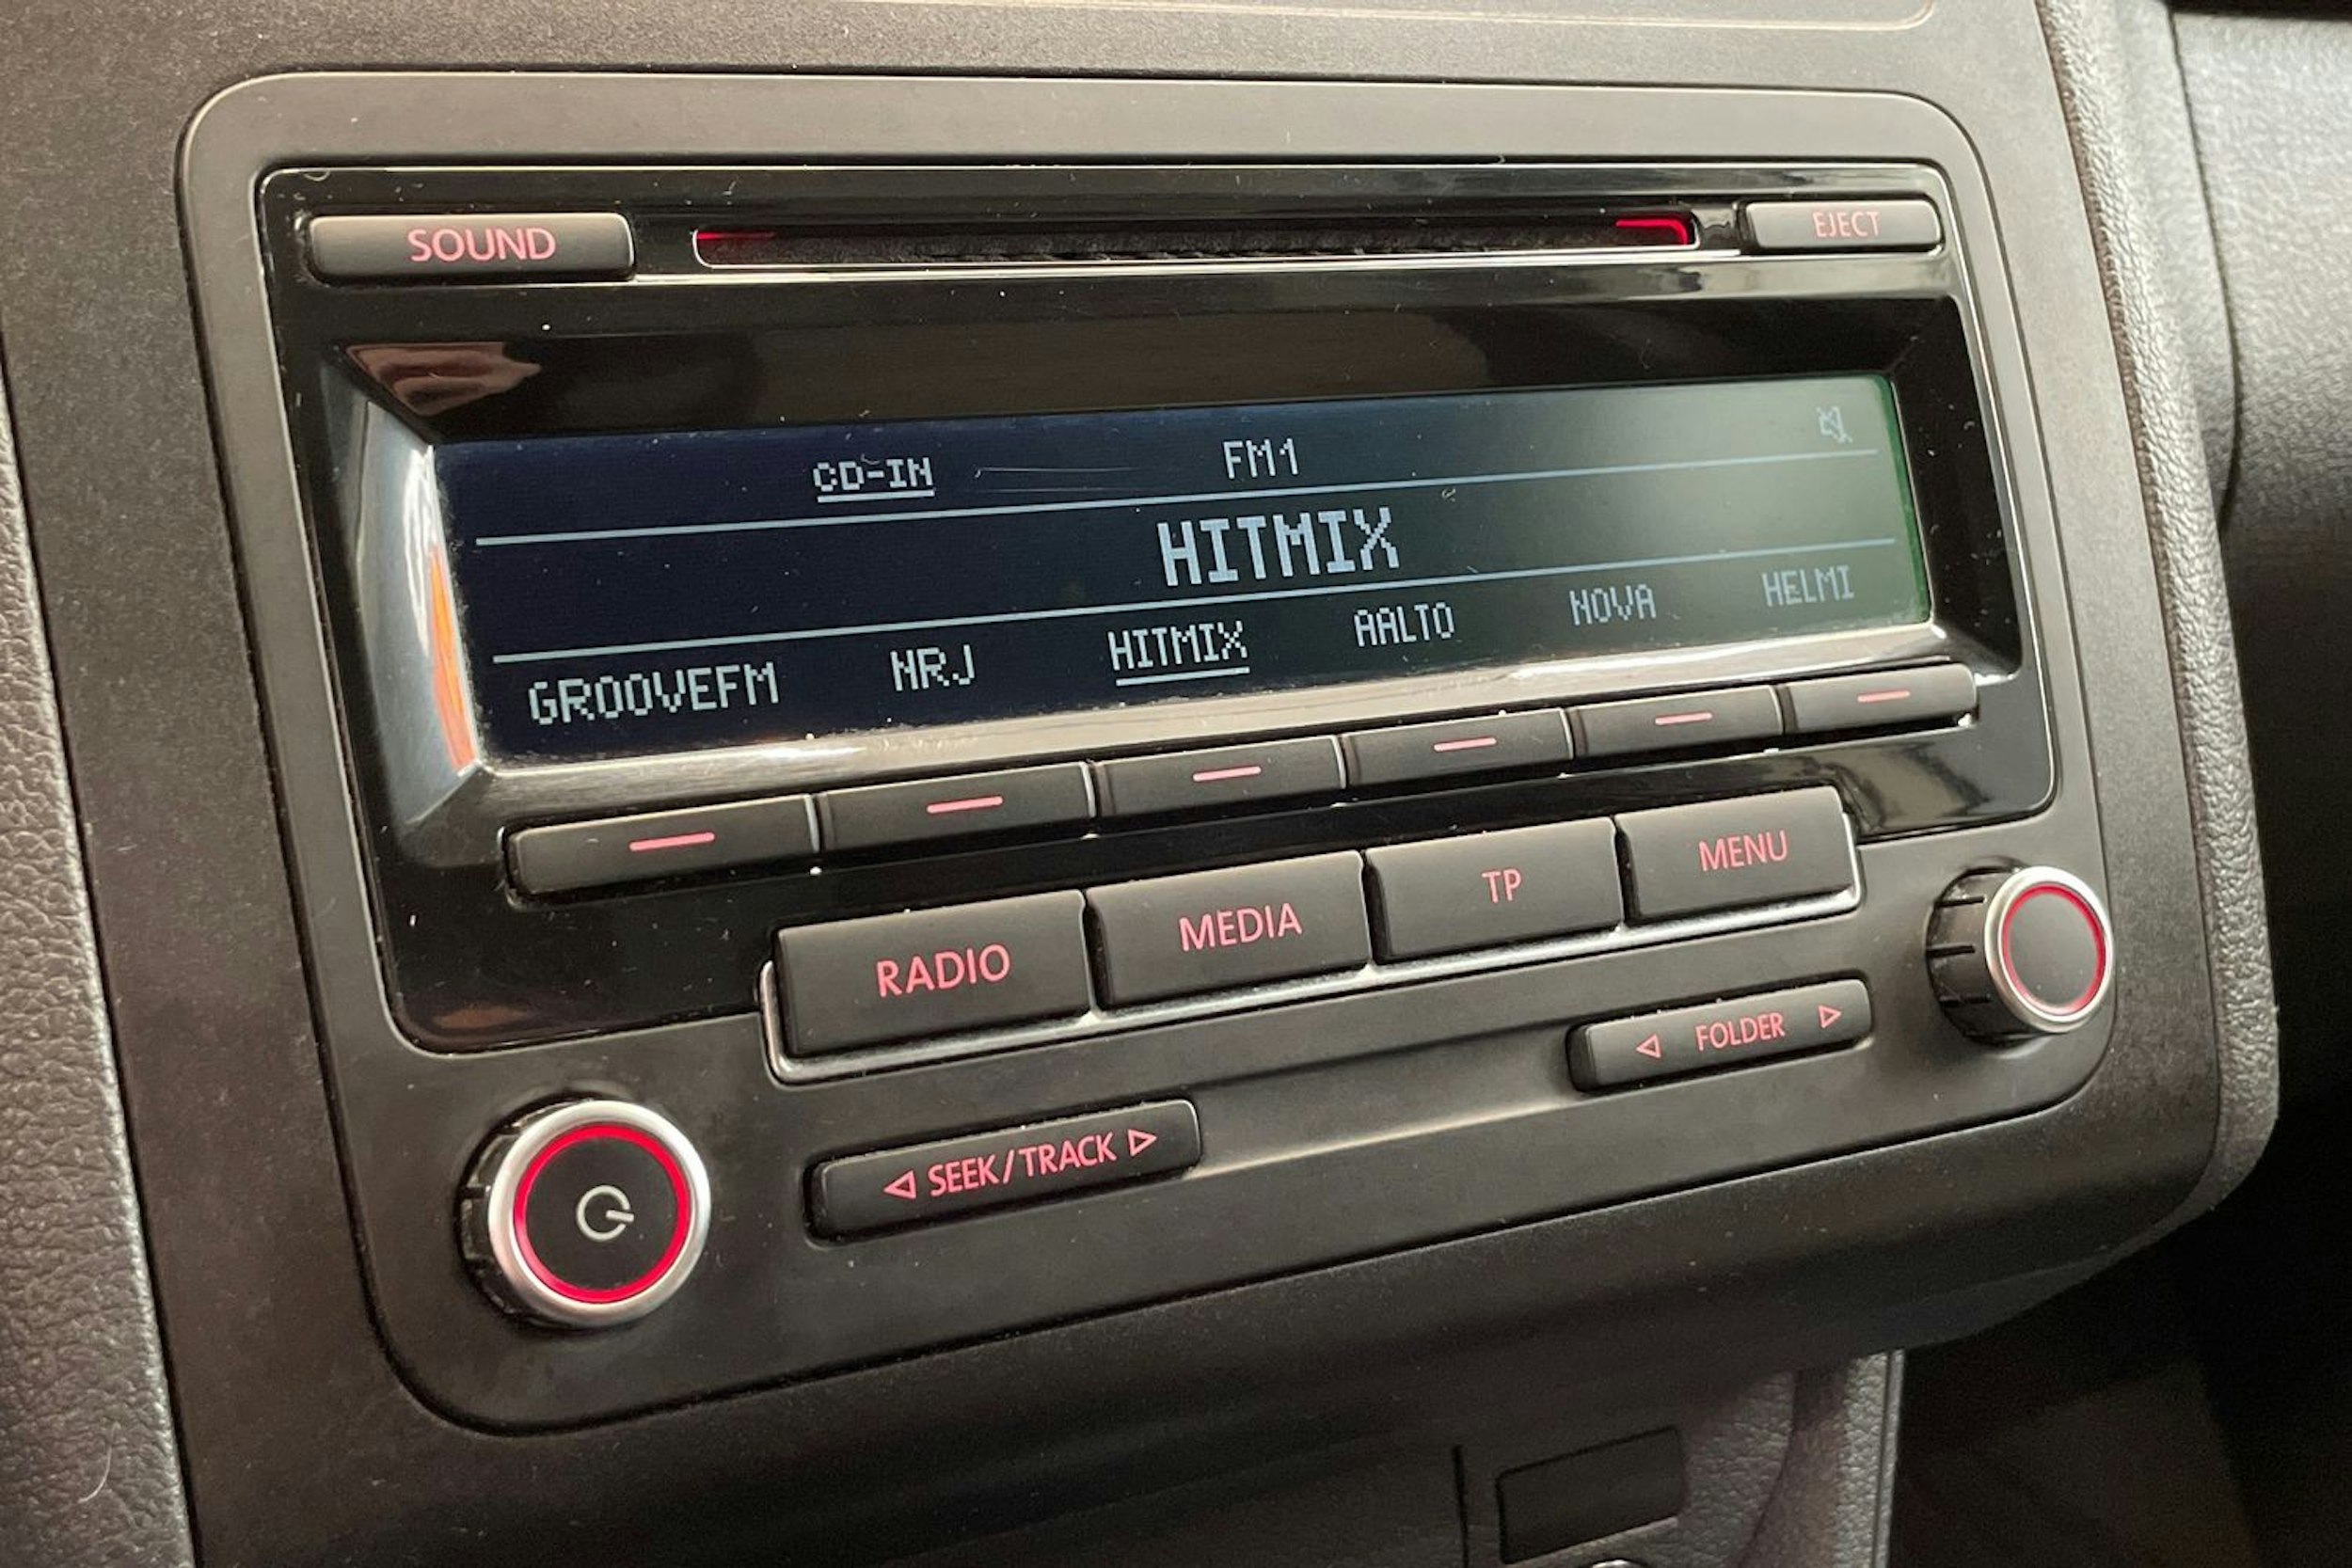 SOUND
EJECT
CD-IN FM1
HITMIX
GROOVEFM NRJ HITMIX AALTO NOVA HELMI
RADIO MEDIA TP MENU
FOLDER
SEEK/TRACK